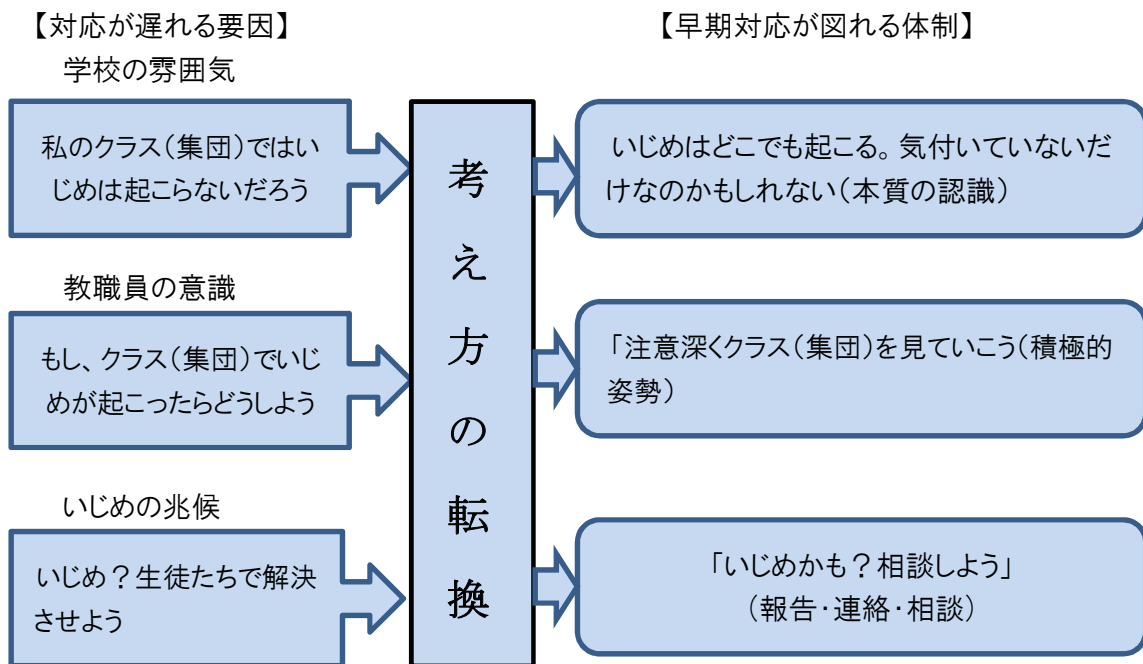 【対応が遅れる要因】
【早期対応が図れる体制】
学校の雰囲気
私のクラス（集団）ではい
じめは起こらないだろう
いじめはどこでも起こる。気付いていないだ
けなのかもしれない（本質の認識）
教職員の意識
もし、クラス（集団）でいじ
めが起こったらどうしよう
「注意深くクラス（集団）を見ていこう（積極的
姿勢）
いじめの兆候
いじめ？生徒たちで解決
させよう
「いじめかも？相談しよう」
（報告・連絡・相談）
考え方の転換